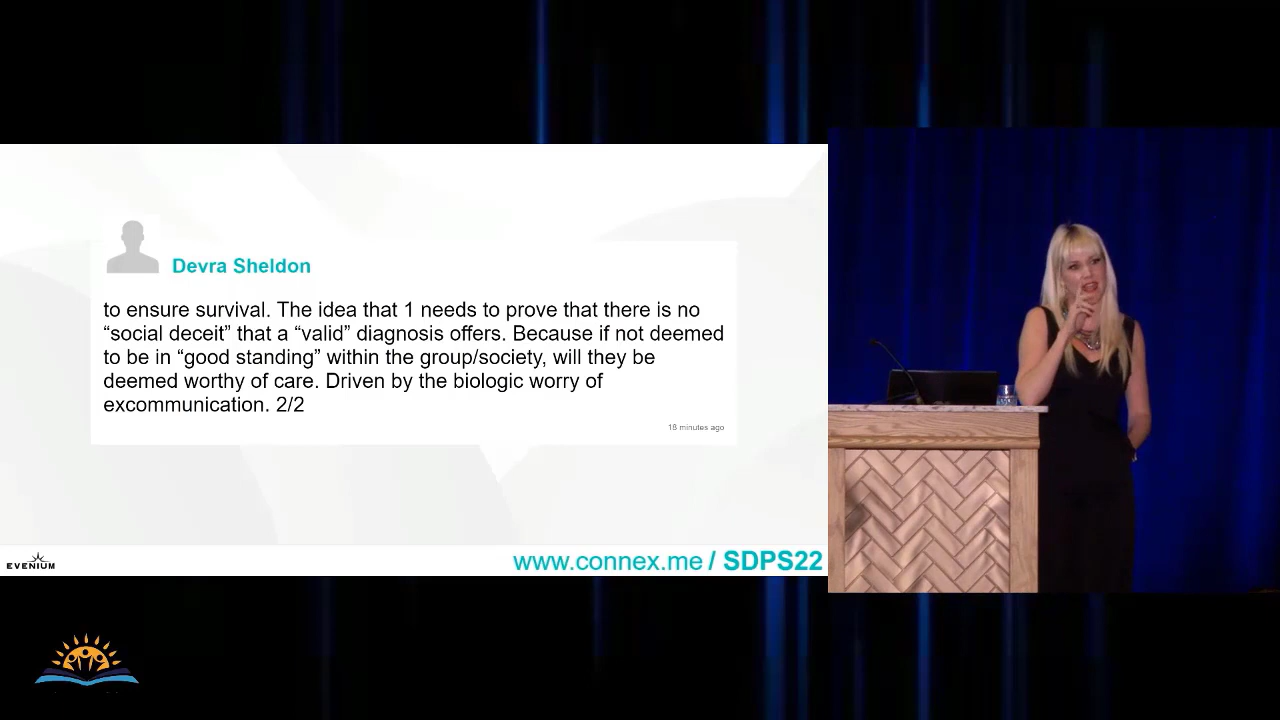 Devra Sheldon
to ensure survival. The idea that 1 needs to prove that there is no
“social deceit” that a “valid” diagnosis offers. Because if not deemed
to be in “good standing” within the group/society, will they be
deemed worthy of care. Driven by the biologic worry of
excommunication. 2/2
18 minutes ago
EVENIUM
www.connex.me / SDPS22